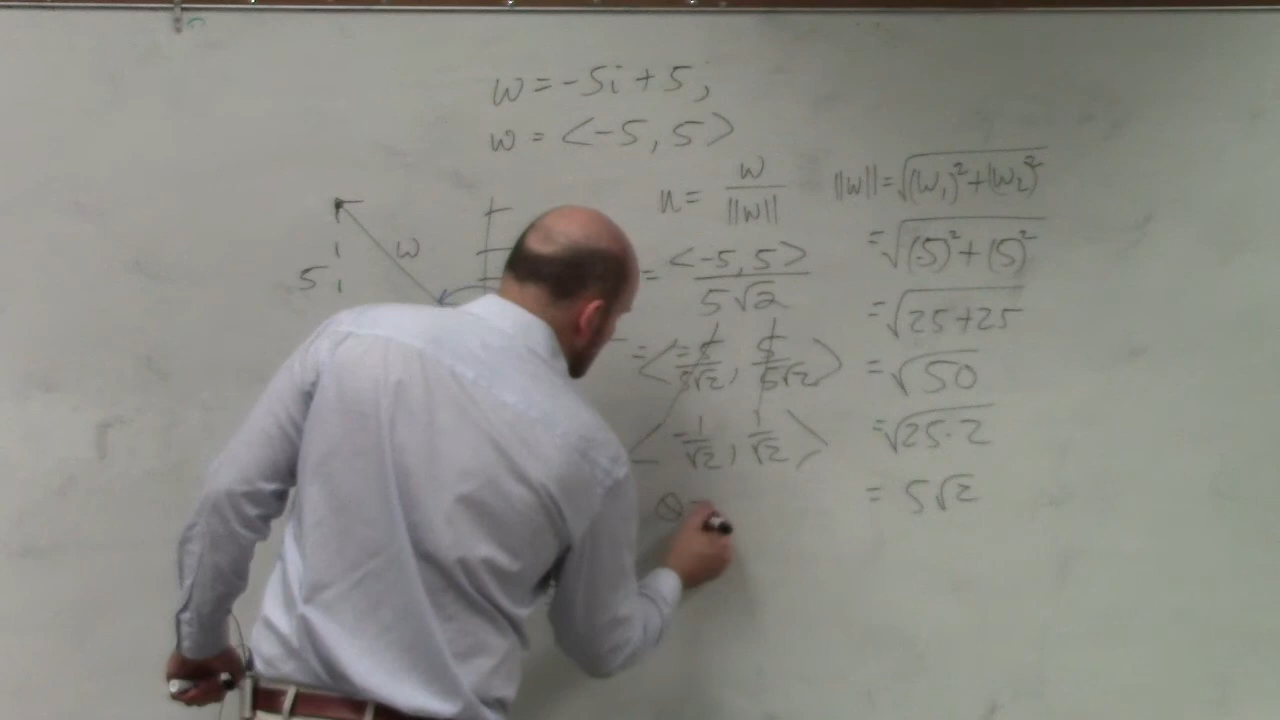 w = -5i + 5j
w = <-5, 5>
u = w / ||w||
= <-5, 5> / 5√2
= <-5 / 5√2, 5 / 5√2>
< -1 / √2, 1 / √2 >
θ =
||w|| = √(w₁)² + (w₂)²
= √(5)² + (5)²
= √25+25
= √50
= √25·2
= 5√2
w
5